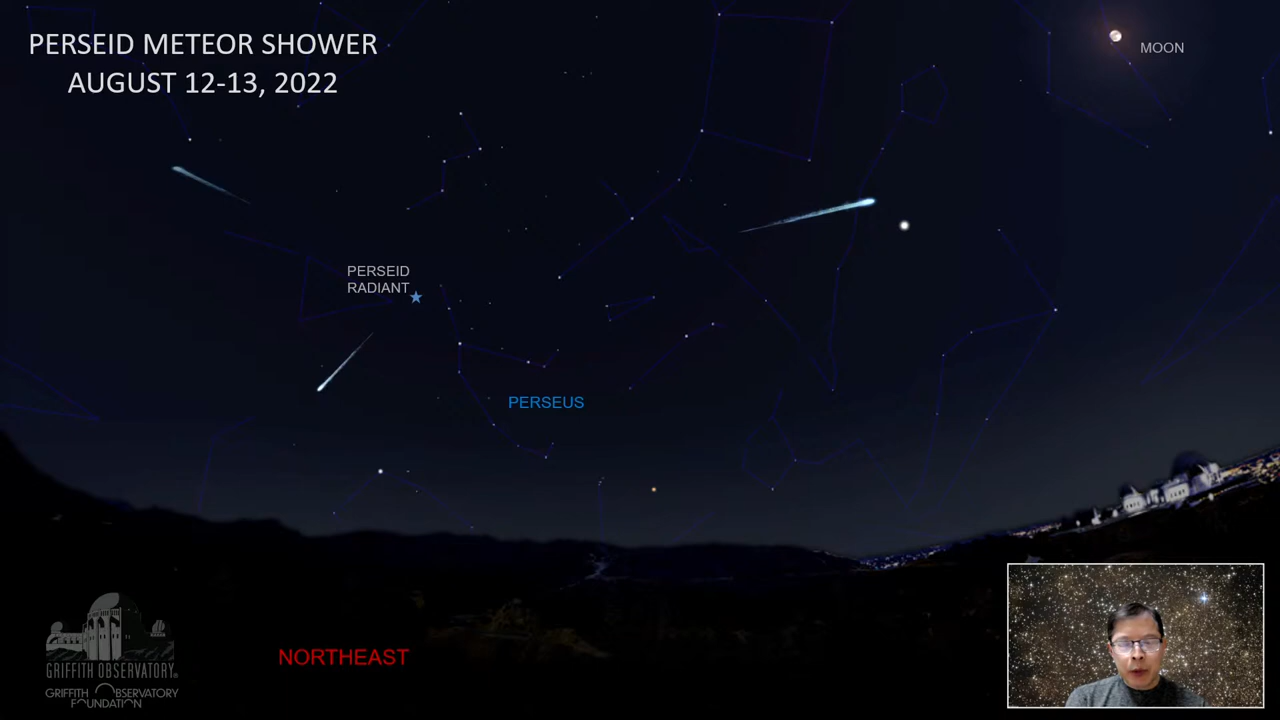 PERSEID METEOR SHOWER
AUGUST 12-13, 2022
MOON
PERSEID
RADIANT
PERSEUS
NORTHEAST
GRIFFITH OBSERVATORY®
GRIFFITH OBSERVATORY
FOUNDATION